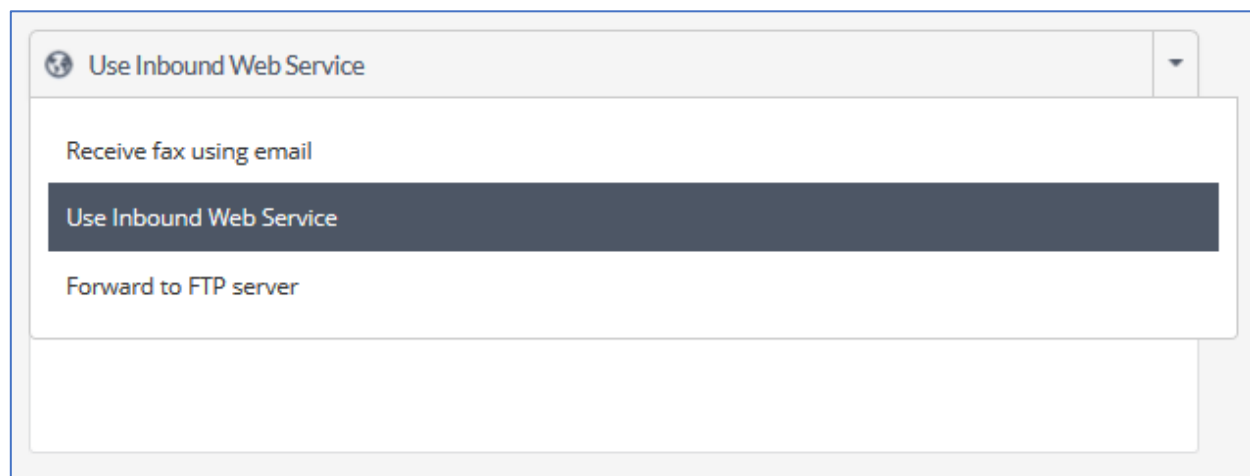 Use Inbound Web Service
Receive fax using email
Use Inbound Web Service
Forward to FTP server